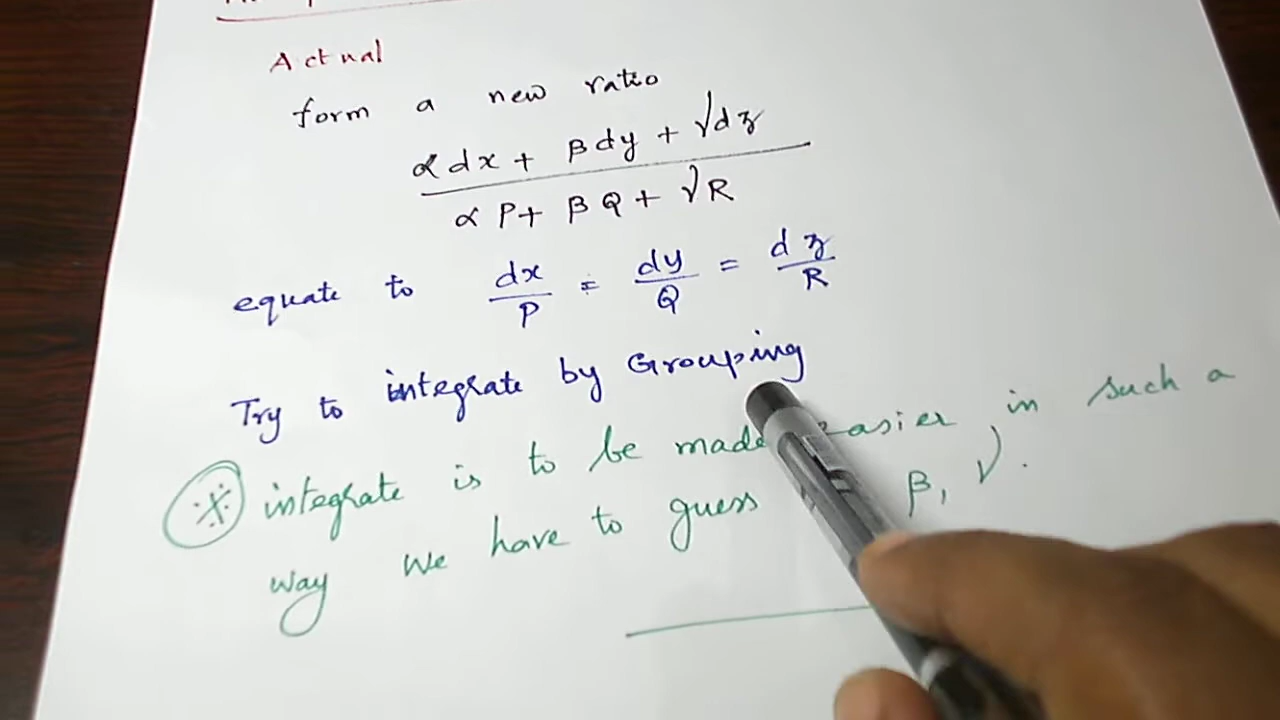 Actual
form a new ratio
αdx + βdy + γdz
αP + βQ + γR
equate to dx/P = dy/Q = dz/R
Try to integrate by Grouping
※ integrate is to be made easier in such a
way we have to guess β, γ.